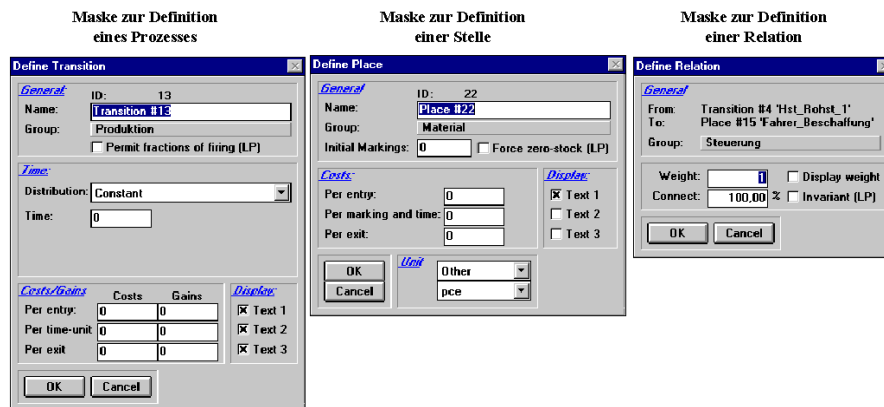 Maske zur Definition
eines Prozesses
Define Transition
General:
ID: 13
Name: Transition #13
Group: Produktion
Permit fractions of firing (LP)
Time:
Distribution: Constant
Time: 0
Costs/Gains
Costs Gains
Per entry: 0 0
Per time-unit 0 0
Per exit 0 0
Display:
Text 1
Text 2
Text 3
OK Cancel
Maske zur Definition
einer Stelle
Define Place
General
ID: 22
Name: Place #22
Group: Material
Initial Markings: 0 Force zero-stock (LP)
Costs:
Per entry: 0
Per marking and time: 0
Per exit: 0
Display:
Text 1
Text 2
Text 3
OK
Cancel
Unit
Other
pce
Maske zur Definition
einer Relation
Define Relation
General
From: Transition #4 'Hst_Rohst_1'
To: Place #15 'Fahrer_Beschaffung'
Group: Steuerung
Weight: 1 Display weight
Connect: 100,00 % Invariant (LP)
OK Cancel